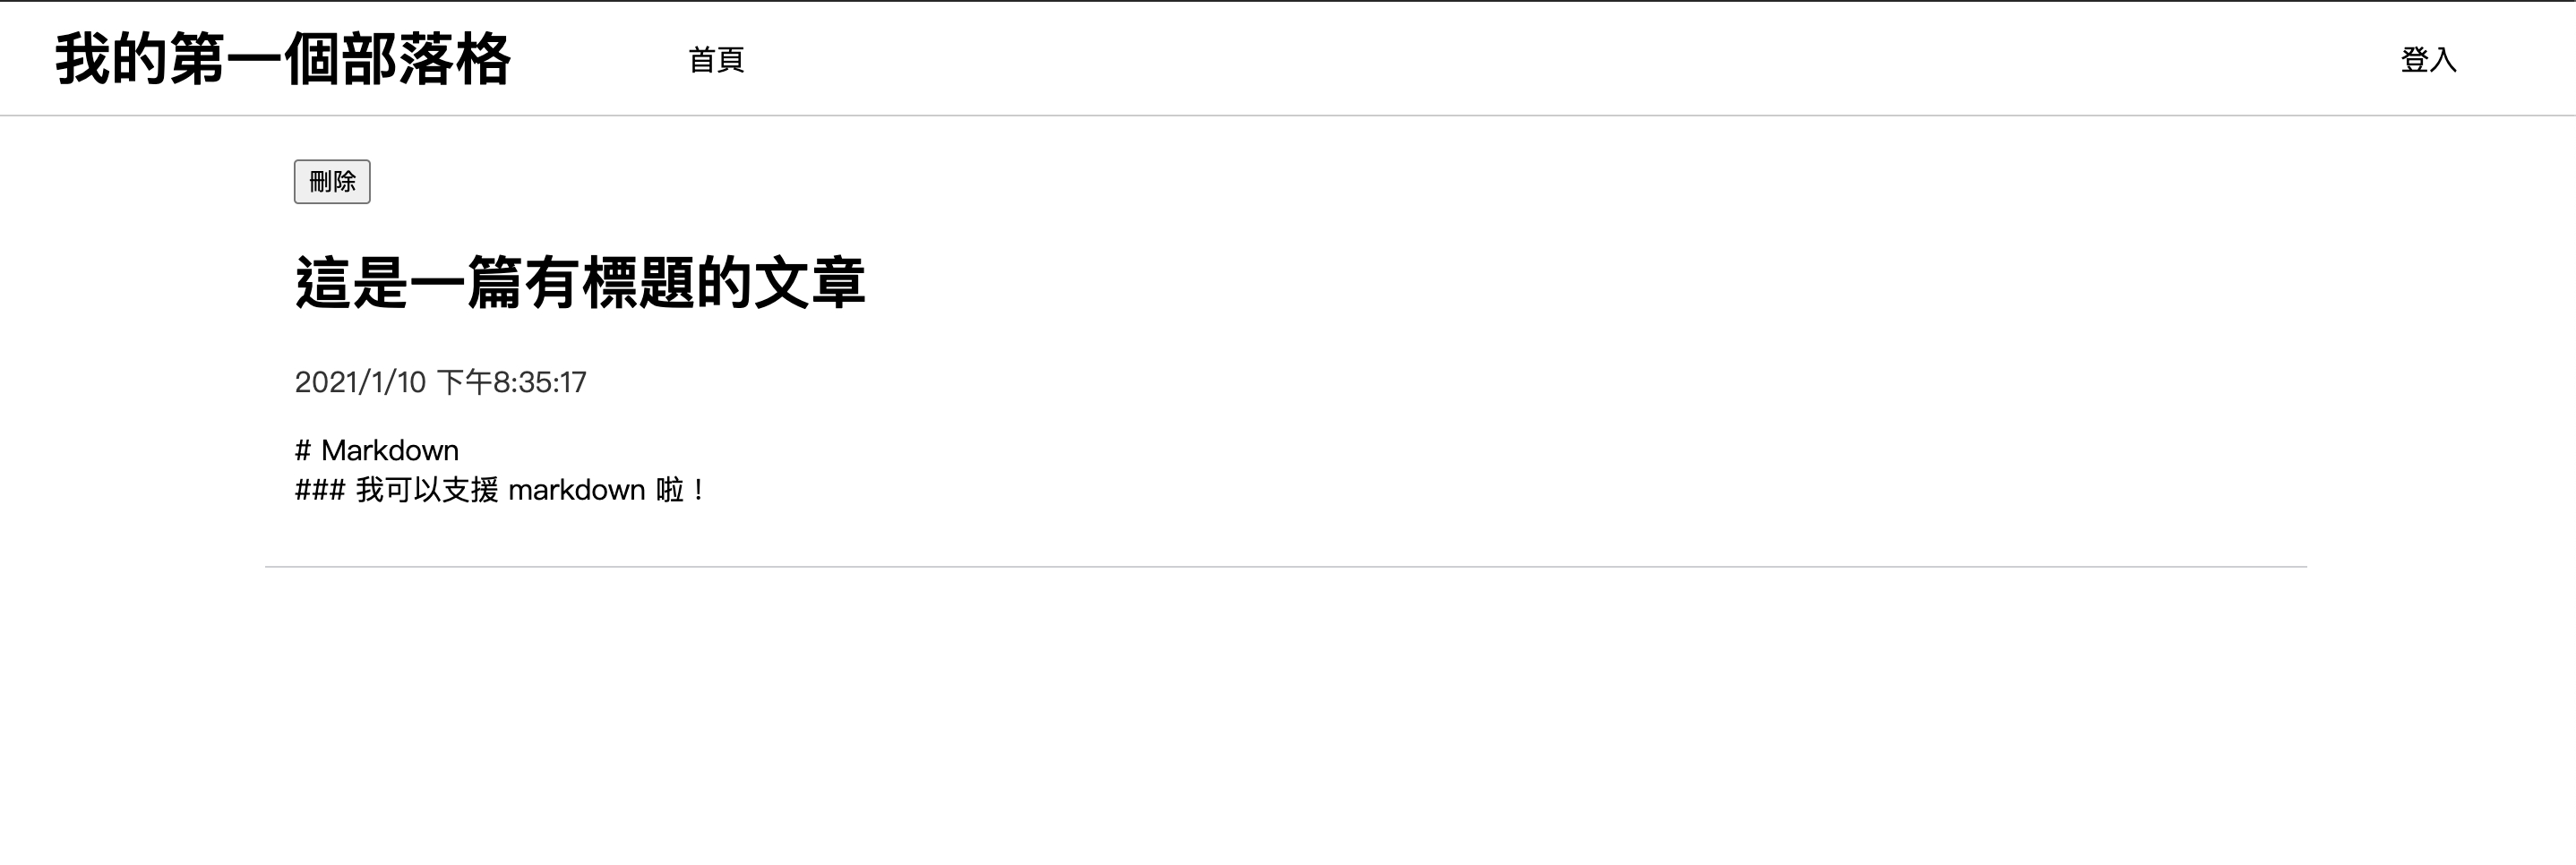 我的第一個部落格
首頁
登入
刪除
這是一篇有標題的文章
2021/1/10 下午8:35:17
# Markdown
### 我可以支援 markdown 啦！